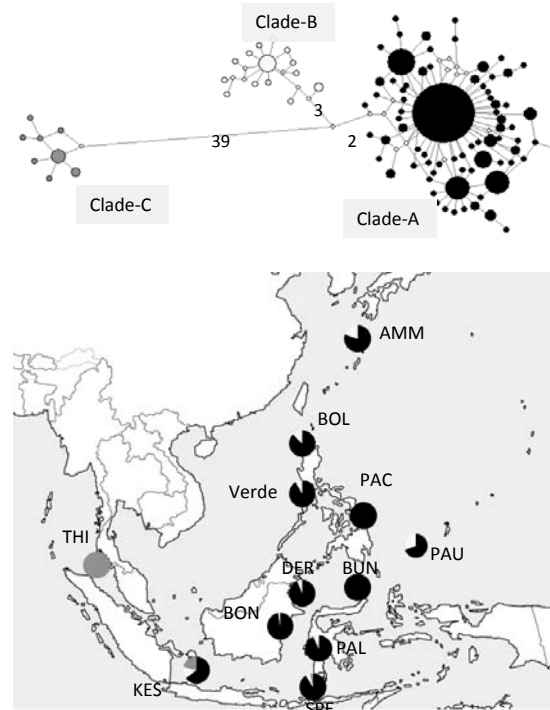 Clade-B
3
39
2
Clade-C
Clade-A
AMM
BOL
Verde
PAC
THI
PAU
DER
BUN
BON
PAL
KES